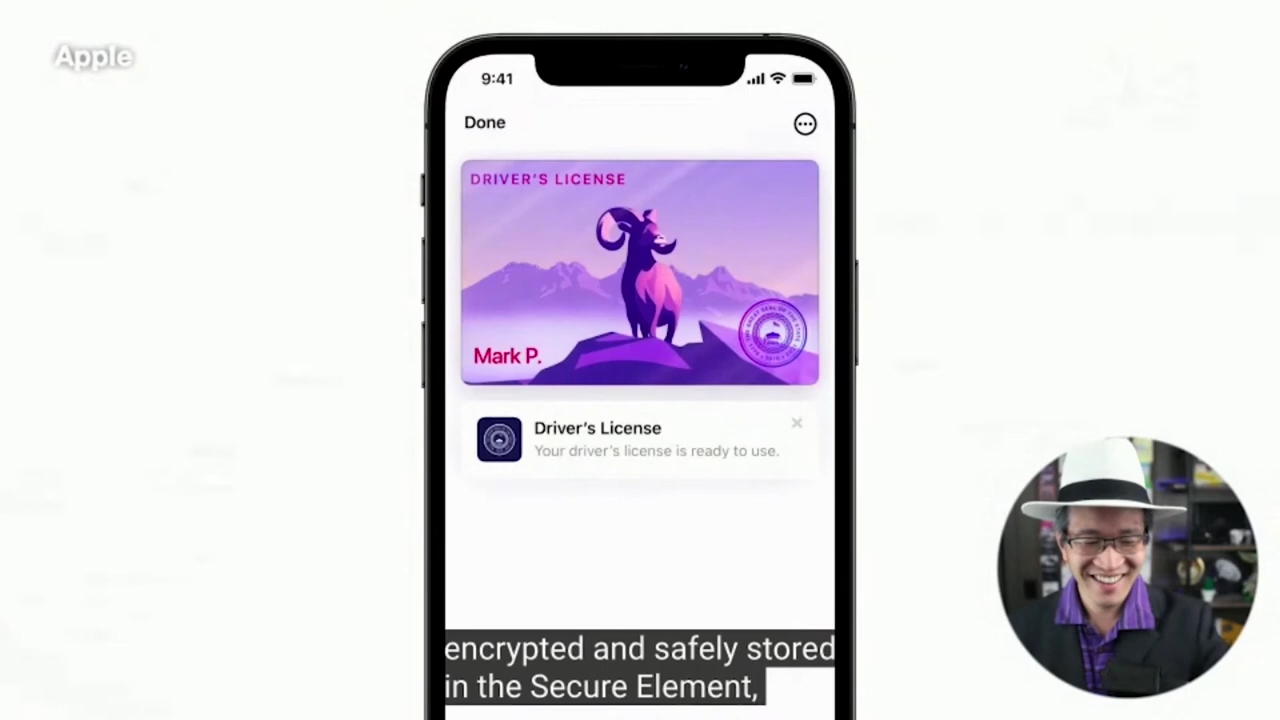 Apple
9:41
Done
DRIVER'S LICENSE
Mark P.
Driver's License
Your driver's license is ready to use.
encrypted and safely stored
in the Secure Element,